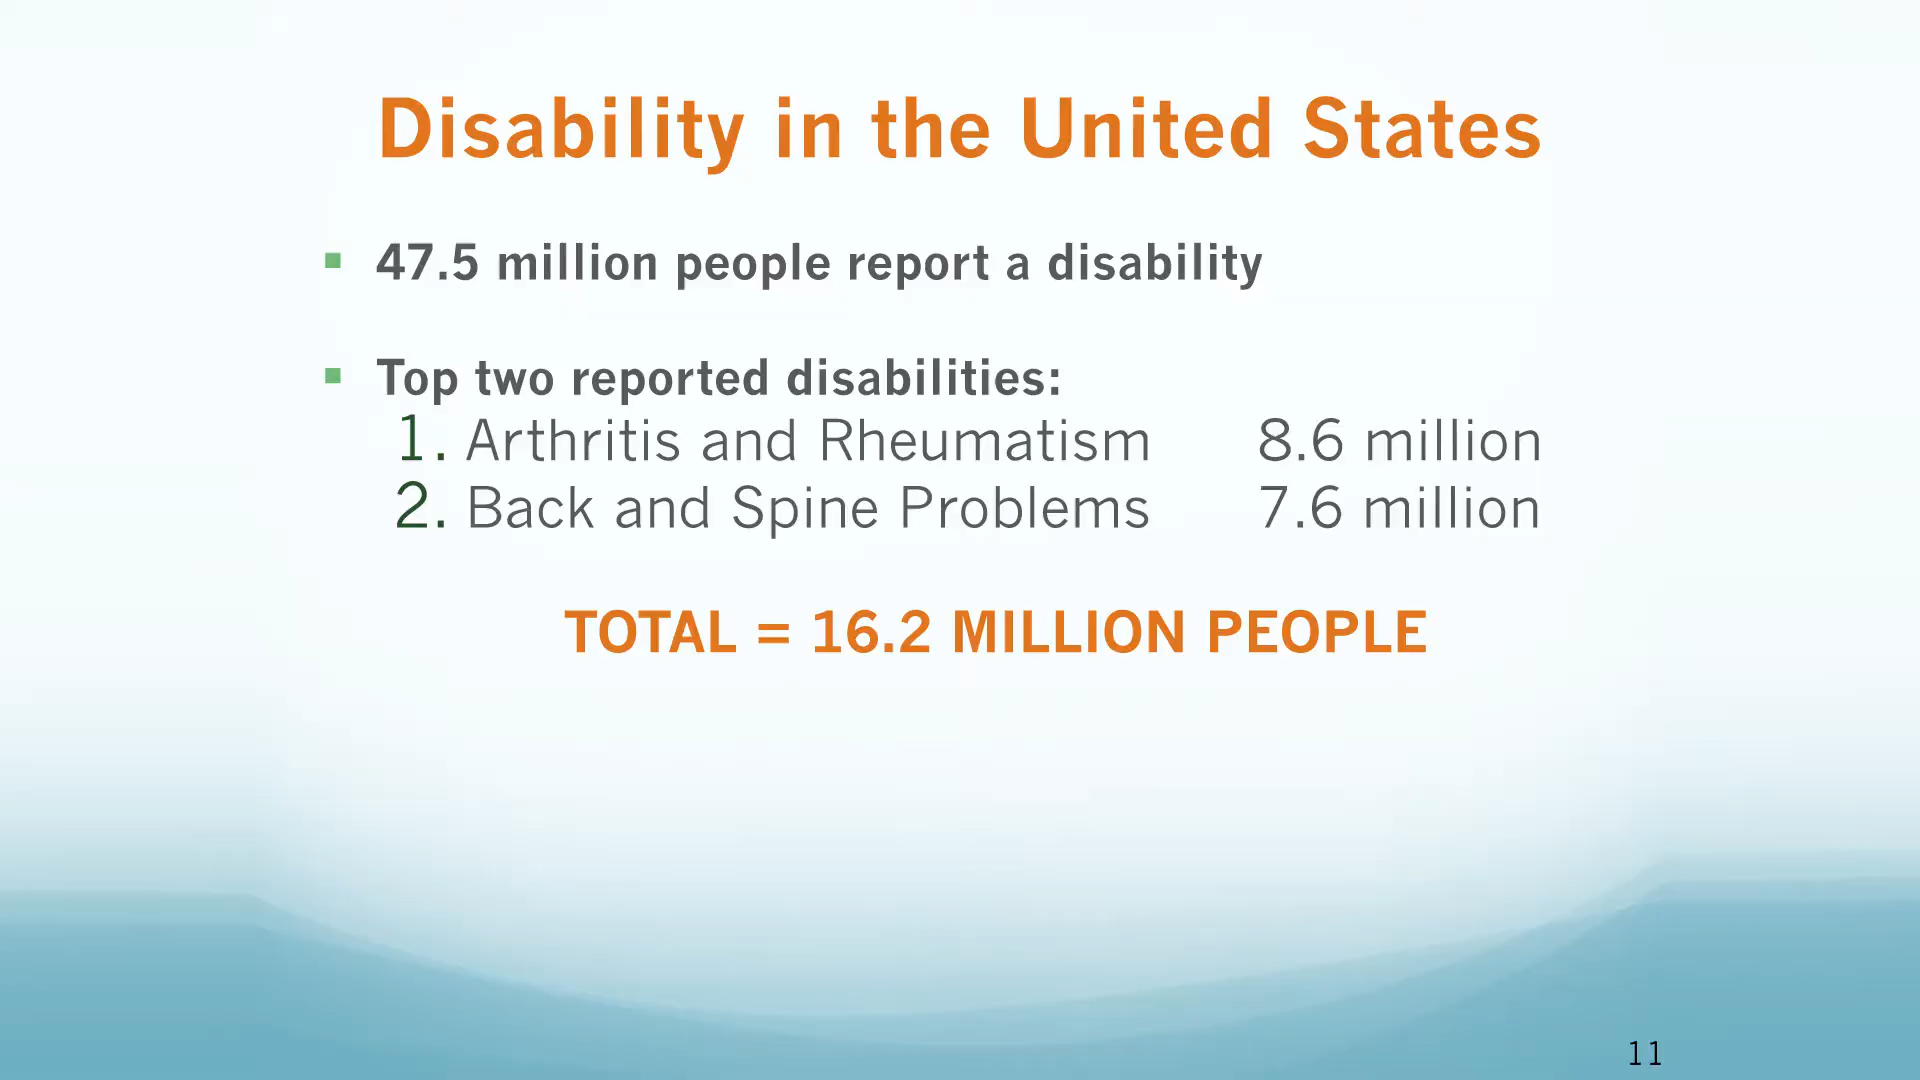 Disability in the United States
▪ 47.5 million people report a disability
▪ Top two reported disabilities:
1. Arthritis and Rheumatism 8.6 million
2. Back and Spine Problems 7.6 million
TOTAL = 16.2 MILLION PEOPLE
11